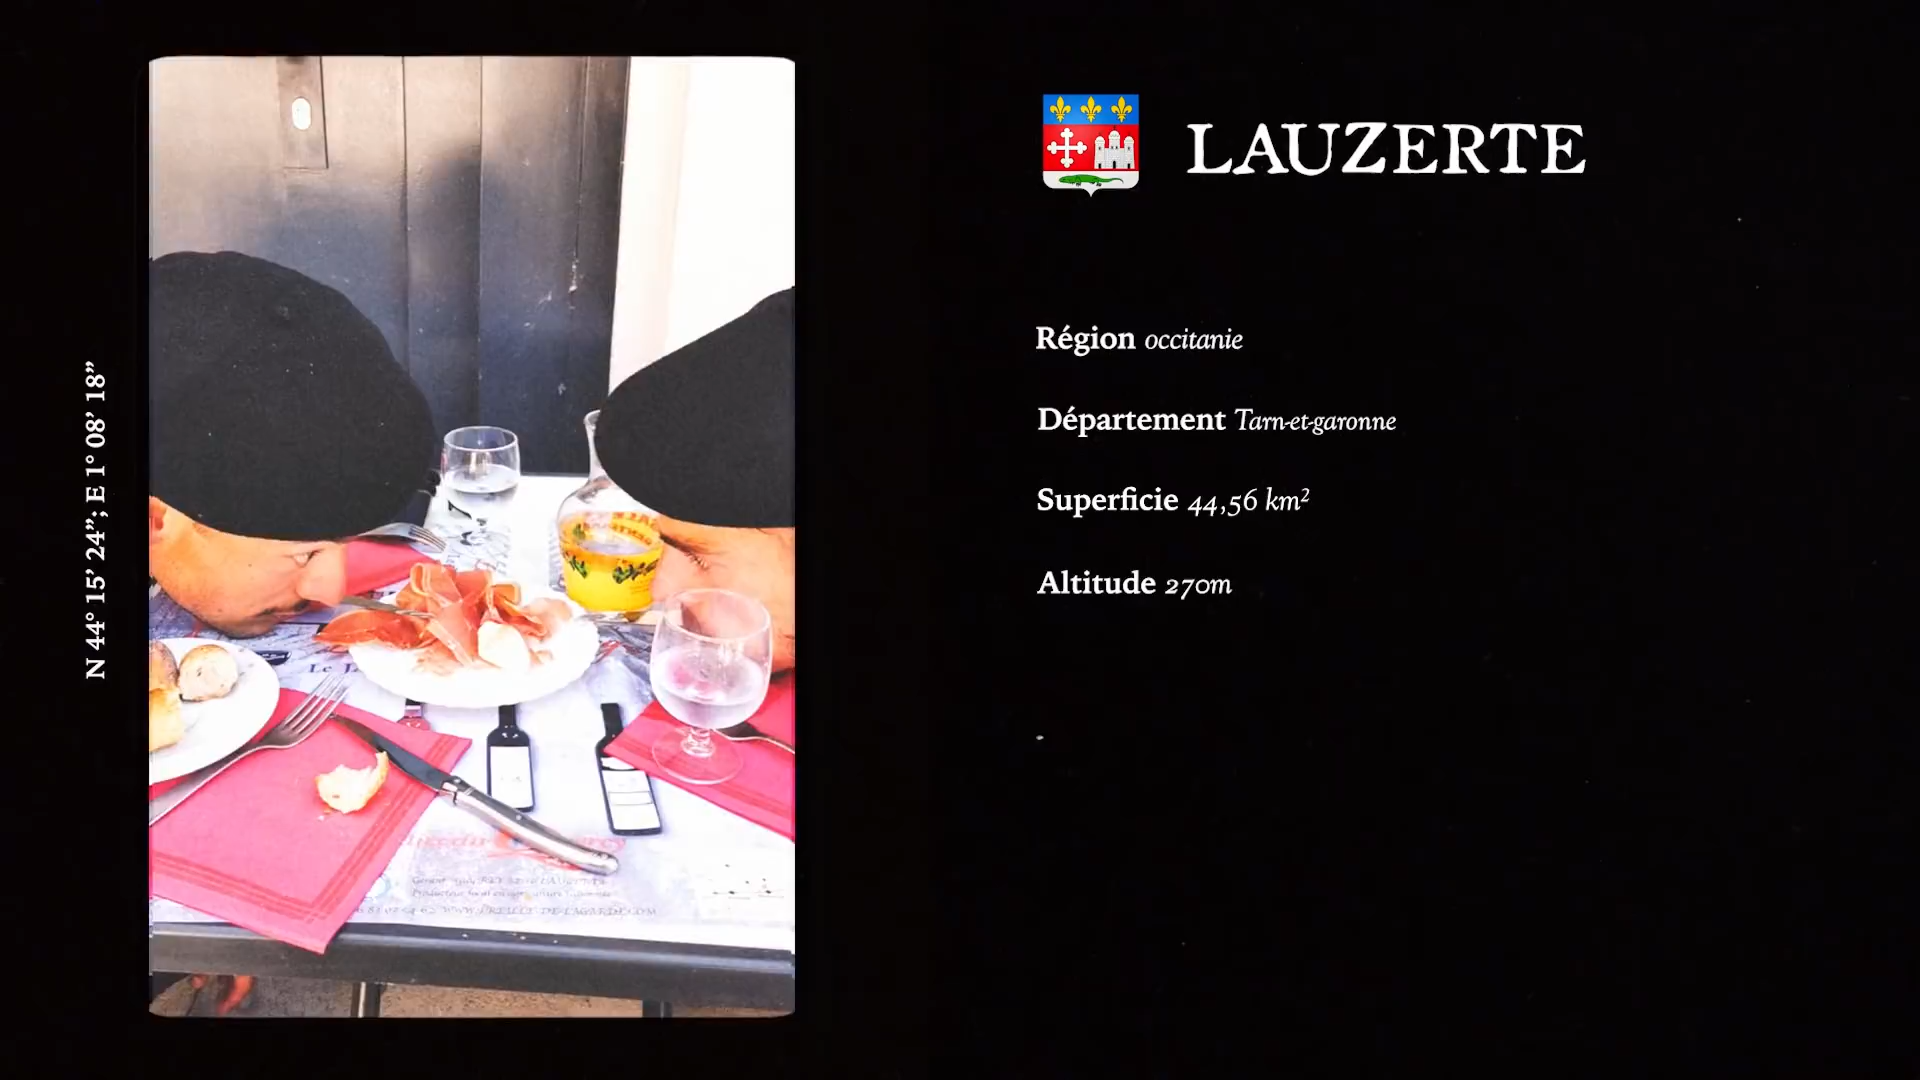 N 44° 15’ 24”; E 1° 08’ 18”
LAUZERTE
Région occitanie
Département Tarn-et-garonne
Superficie 44,56 km²
Altitude 270m